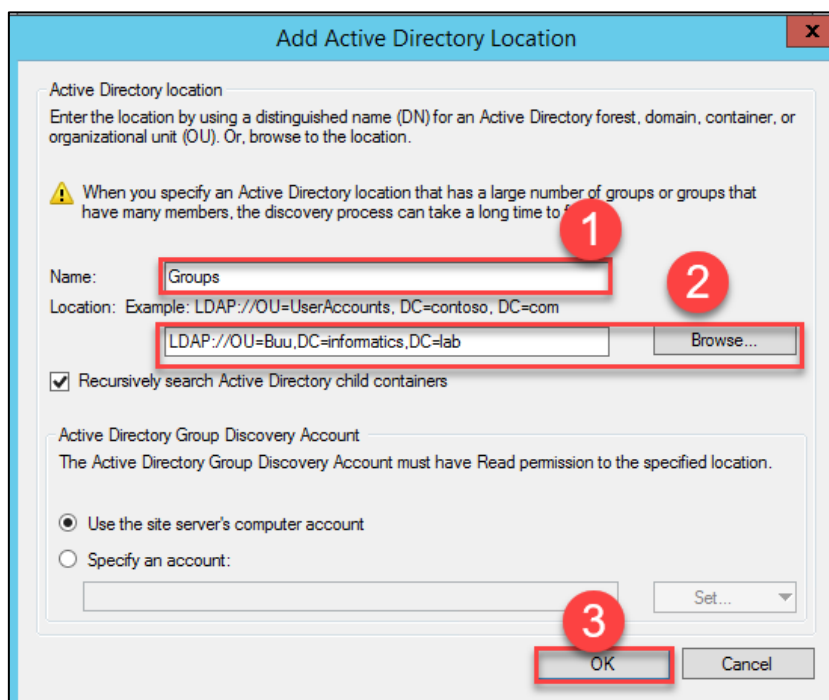 Add Active Directory Location
x
Active Directory location
Enter the location by using a distinguished name (DN) for an Active Directory forest, domain, container, or
organizational unit (OU). Or, browse to the location.
When you specify an Active Directory location that has a large number of groups or groups that
have many members, the discovery process can take a long time to
1
Name: Groups
2
Location: Example: LDAP://OU=UserAccounts, DC=contoso, DC=com
LDAP://OU=Buu,DC=informatics,DC=lab Browse...
Recursively search Active Directory child containers
Active Directory Group Discovery Account
The Active Directory Group Discovery Account must have Read permission to the specified location.
Use the site server's computer account
Specify an account:
Set...
3
OK Cancel